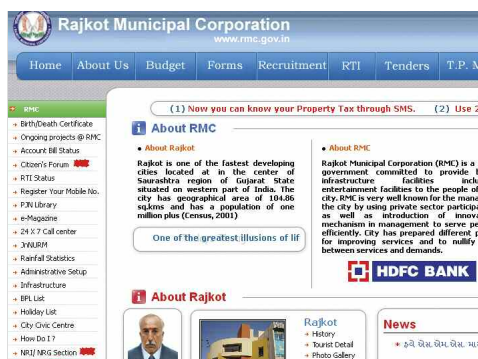 Rajkot Municipal Corporation
www.rmc.gov.in
Home About Us Budget Forms Recruitment RTI Tenders T.P.
RMC
Birth/Death Certificate
Ongoing projects @ RMC
Account Bill Status
Citizen's Forum
RTI Status
Register Your Mobile No.
PJN Library
e-Magazine
24 X 7 Call center
JnNURM
Rainfall Statistics
Administrative Setup
Infrastructure
BPL List
Holiday List
City Civic Centre
How Do I ?
NRI/ NRG Section
(1) Now you can know your Property Tax through SMS. (2) Use 2
About RMC
About Rajkot
Rajkot is one of the fastest developing
cities located at in the center of
Saurashtra region of Gujarat State
situated on western part of India. The
city has geographical area of 104.86
sq.kms and has a population of one
million plus (Census, 2001)
One of the greatest illusions of lif
About RMC
Rajkot Municipal Corporation (RMC) is a
government committed to provide
infrastructure facilities inclu
entertainment facilities to the people of
city. RMC is very well known for the mana
the city by using private sector participa
as well as introduction of innova
mechanism in management to serve pe
efficiently. City has prepared different
for improving services and to nullify
between services and demands.
HDFC BANK
About Rajkot
Rajkot
History
Tourist Detail
Photo Gallery
News
હવે એસ.એમ.એસ.